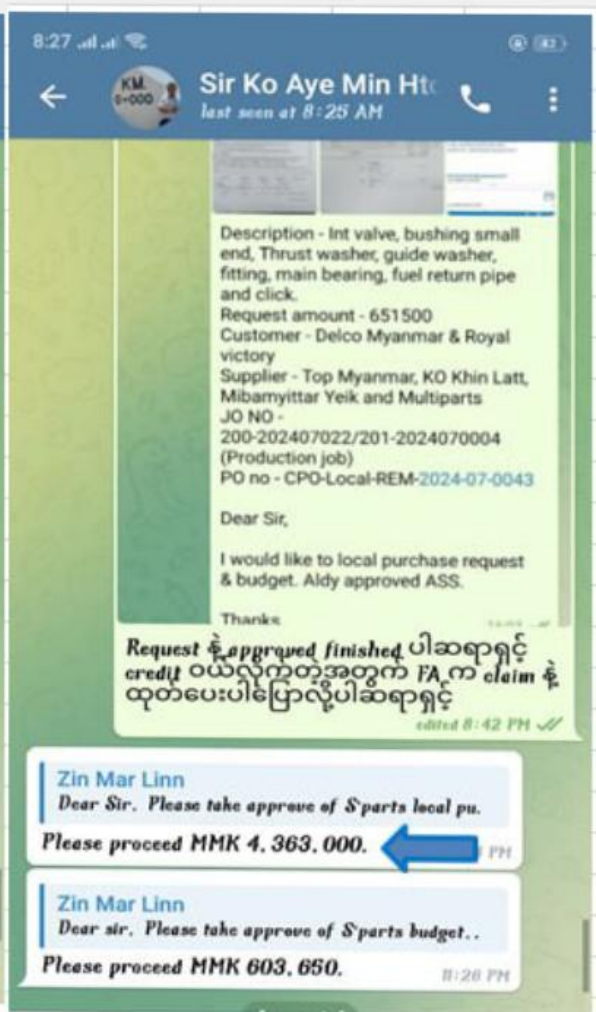 8:27
82
KM.
0+000
Sir Ko Aye Min Ht
last seen at 8:25 AM
Description - Int valve, bushing small
end, Thrust washer, guide washer,
fitting, main bearing, fuel return pipe
and click.
Request amount - 651500
Customer - Delco Myanmar & Royal
victory
Supplier - Top Myanmar, KO Khin Latt,
Mibamyittar Yeik and Multiparts
JO NO -
200-202407022/201-2024070004
(Production job)
PO no - CPO-Local-REM-2024-07-0043
Dear Sir,
I would like to local purchase request
& budget. Aldy approved ASS.
Thanks
Request နဲ့ approved finished ပါဆရာရှင့်
credit ဝယ်လိုက်တဲ့အတွက် FA က claim နဲ့
ထုတ်ပေးပါပြောလို့ပါဆရာရှင့်
edited 8:42 PM
Zin Mar Linn
Dear Sir. Please take approve of S'parts local pu.
Please proceed MMK 4.363.000.
PM
Zin Mar Linn
Dear sir. Please take approve of S'parts budget..
Please proceed MMK 603.650.
11:26 PM